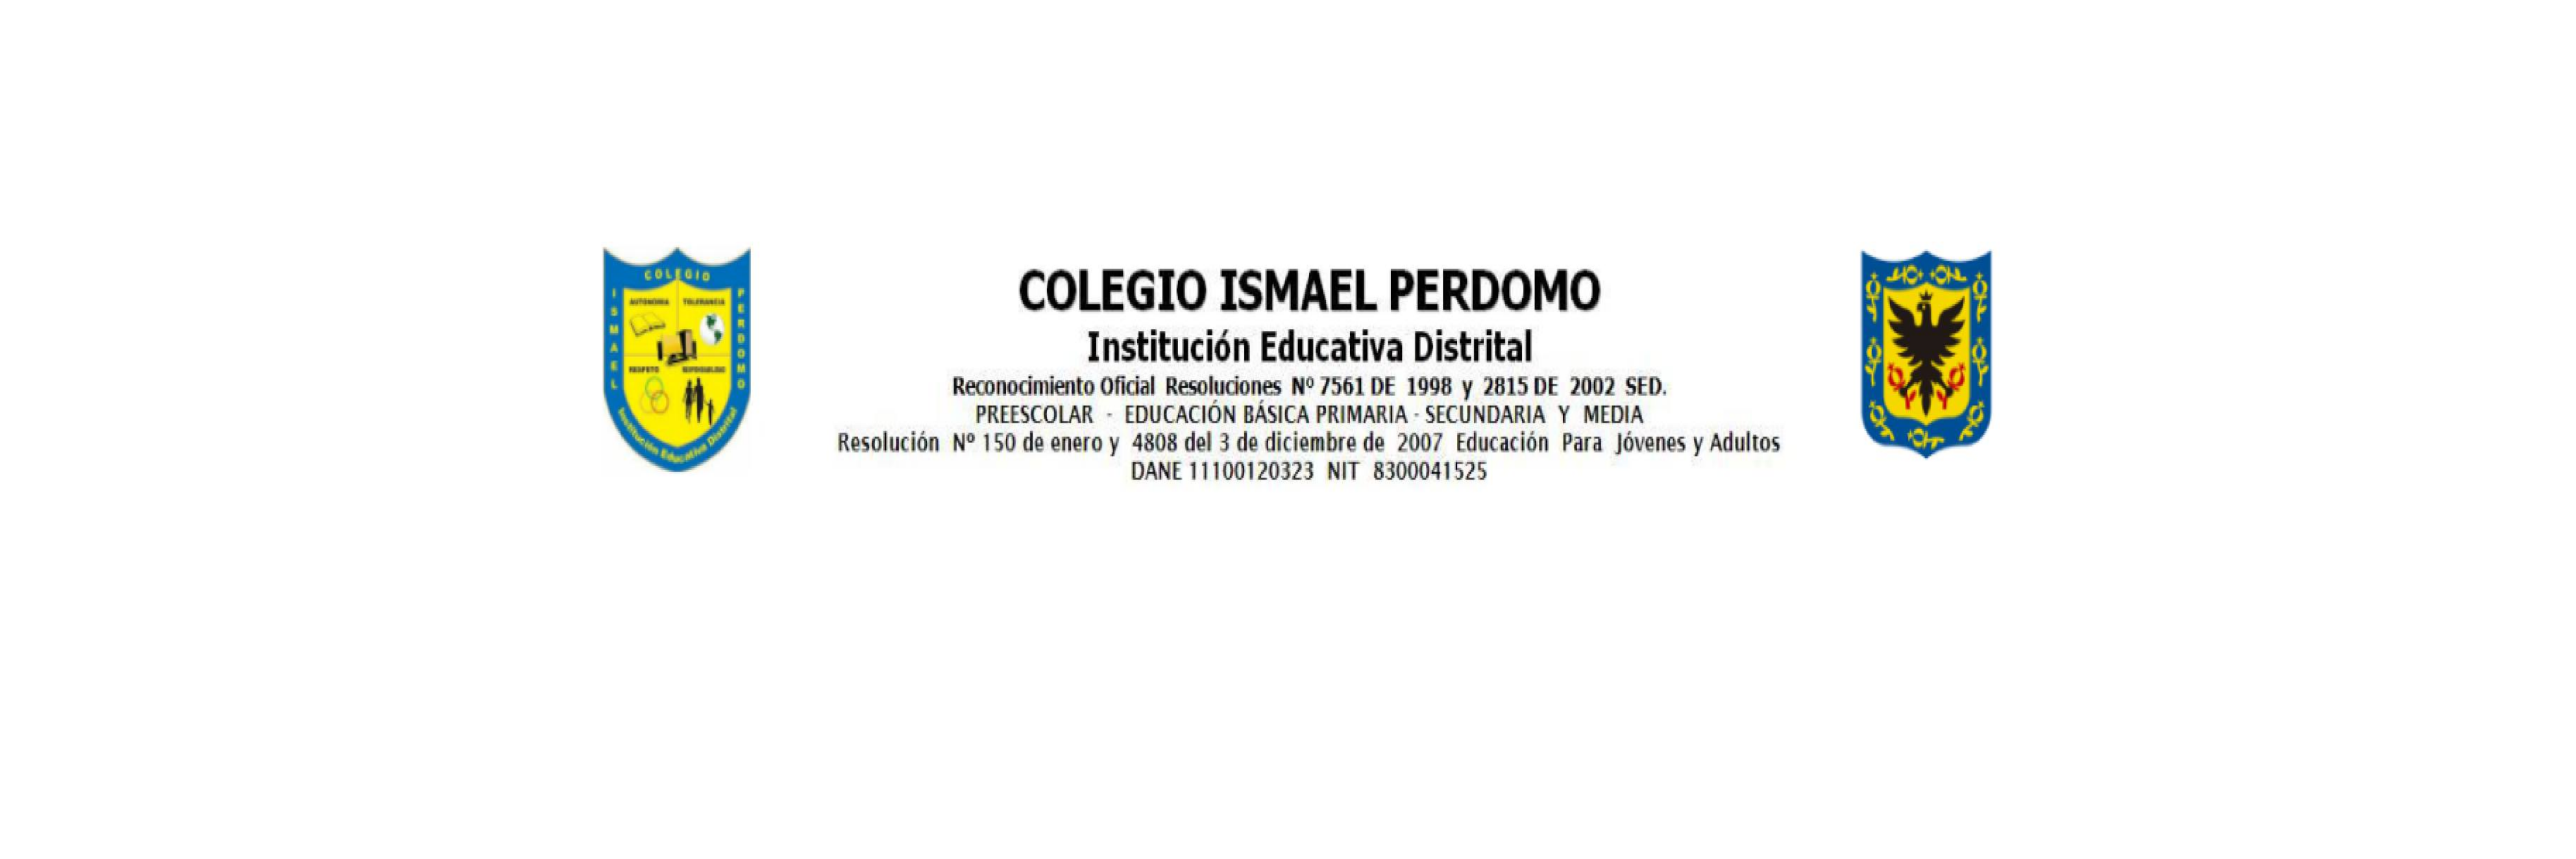 COLEGIO
ISMAEL
PERDOMO
AUTONOMIA TOLERANCIA
RESPETO RESPONSABILIDAD
Institución Educativa Distrital
COLEGIO ISMAEL PERDOMO
Institución Educativa Distrital
Reconocimiento Oficial Resoluciones Nº 7561 DE 1998 y 2815 DE 2002 SED.
PREESCOLAR - EDUCACIÓN BÁSICA PRIMARIA - SECUNDARIA Y MEDIA
Resolución Nº 150 de enero y 4808 del 3 de diciembre de 2007 Educación Para Jóvenes y Adultos
DANE 11100120323 NIT 8300041525